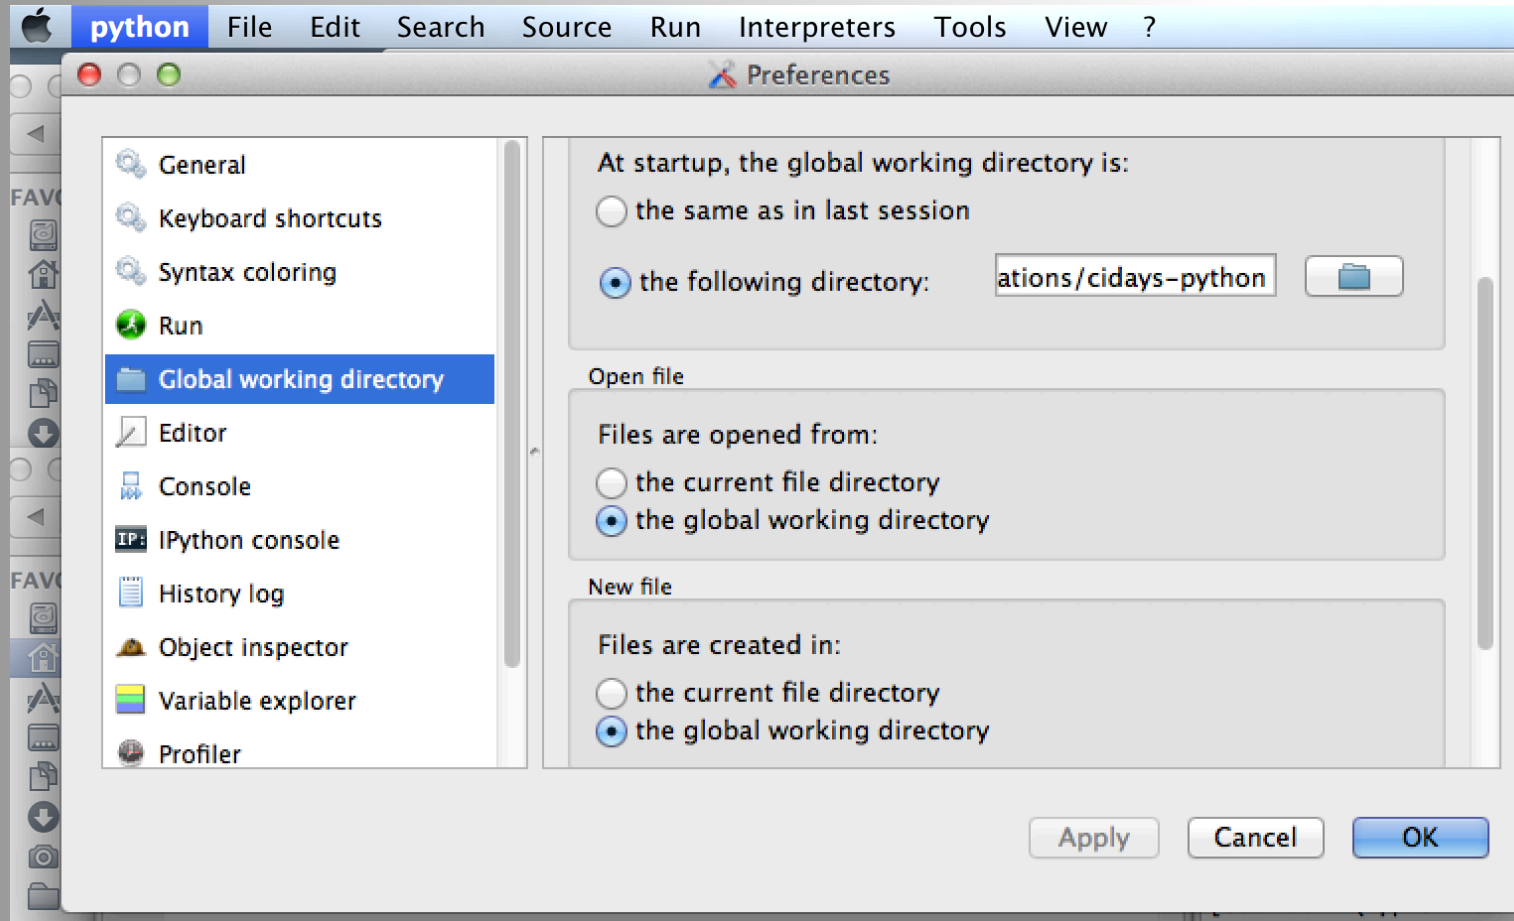 python File Edit Search Source Run Interpreters Tools View ?
Preferences
FAVO
FAVO
General
Keyboard shortcuts
Syntax coloring
Run
Global working directory
Editor
Console
IP: IPython console
History log
Object inspector
Variable explorer
Profiler
At startup, the global working directory is:
the same as in last session
the following directory: ations/cidays-python
Open file
Files are opened from:
the current file directory
the global working directory
New file
Files are created in:
the current file directory
the global working directory
Apply Cancel OK